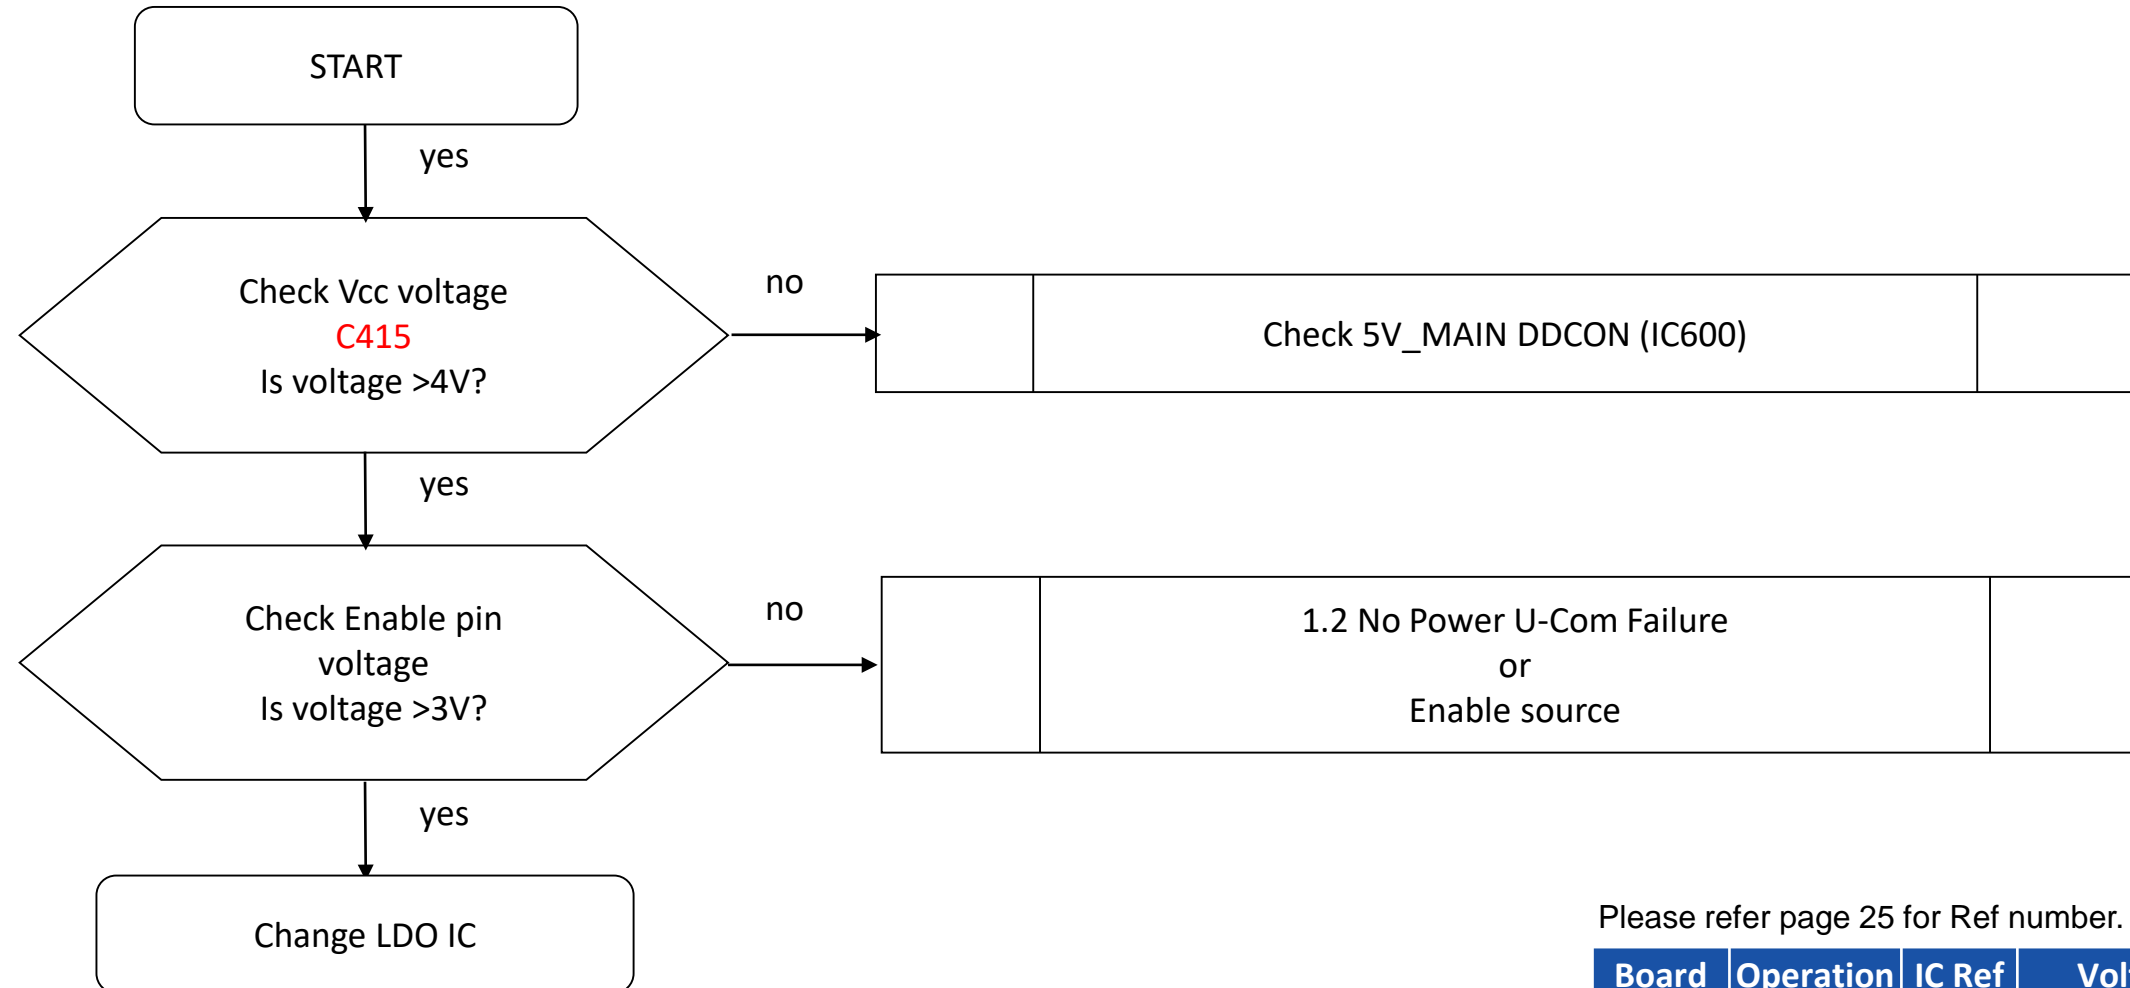 START
yes
Check Vcc voltage
C415
Is voltage >4V?
no
Check 5V_MAIN DDCON (IC600)
yes
Check Enable pin
voltage
Is voltage >3V?
no
1.2 No Power U-Com Failure
or
Enable source
yes
Change LDO IC
Please refer page 25 for Ref number.
Board Operation IC Ref